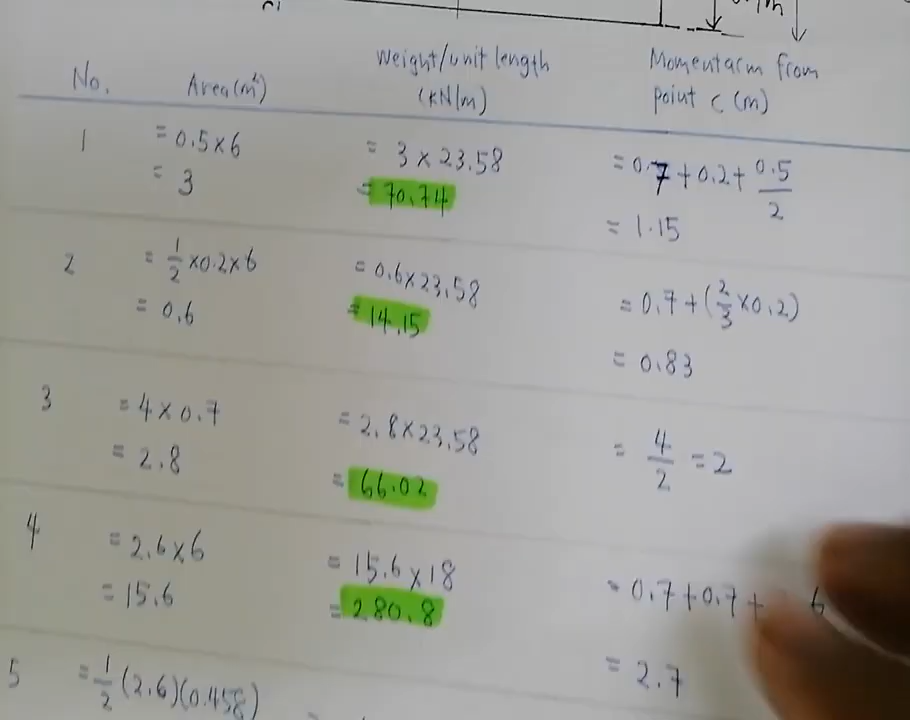 No. Area(m²) Weight/unit length (kN/m) Momentarm from point c (m)
1 = 0.5×6 = 3×23.58 = 0.7+0.2+0.5/2
= 3 = 70.74 = 1.15
2 = 1/2×0.2×6 = 0.6×23.58 = 0.7+(2/3×0.2)
= 0.6 = 14.15 = 0.83
3 = 4×0.7 = 2.8×23.58 = 4/2 = 2
= 2.8 = 66.02
4 = 2.6×6 = 15.6×18 = 0.7+0.7+ 6
= 15.6 = 280.8 = 2.7
5 = 1/2(2.6)(0.458) =